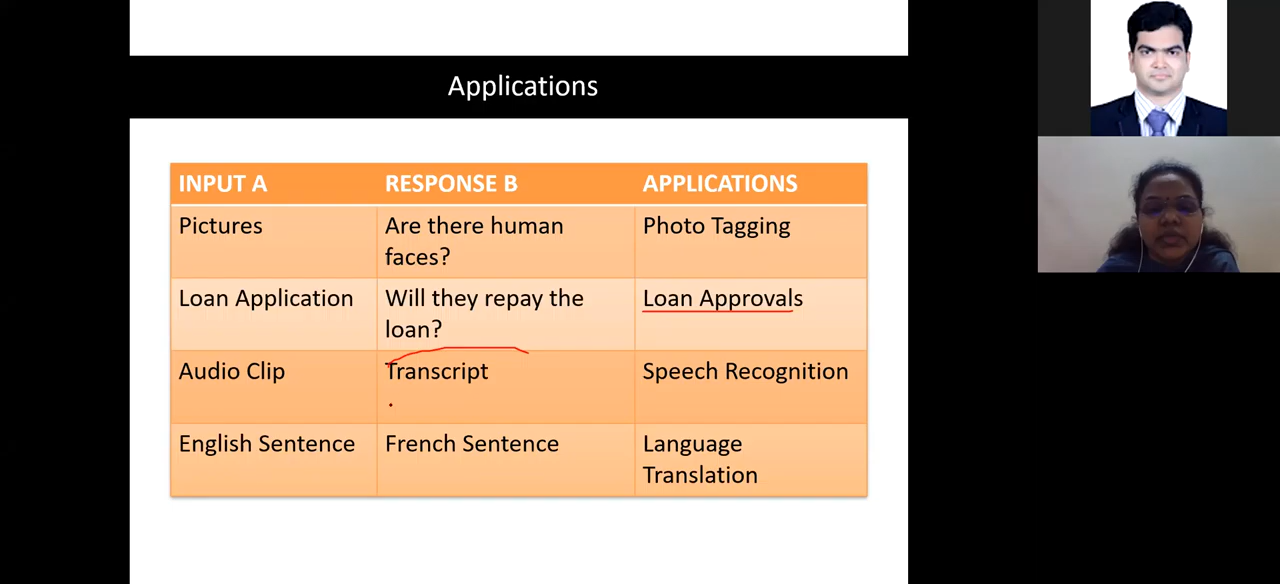 Applications
INPUT A RESPONSE B APPLICATIONS
Pictures Are there human Photo Tagging
faces?
Loan Application Will they repay the Loan Approvals
loan?
Audio Clip Transcript Speech Recognition
English Sentence French Sentence Language
Translation